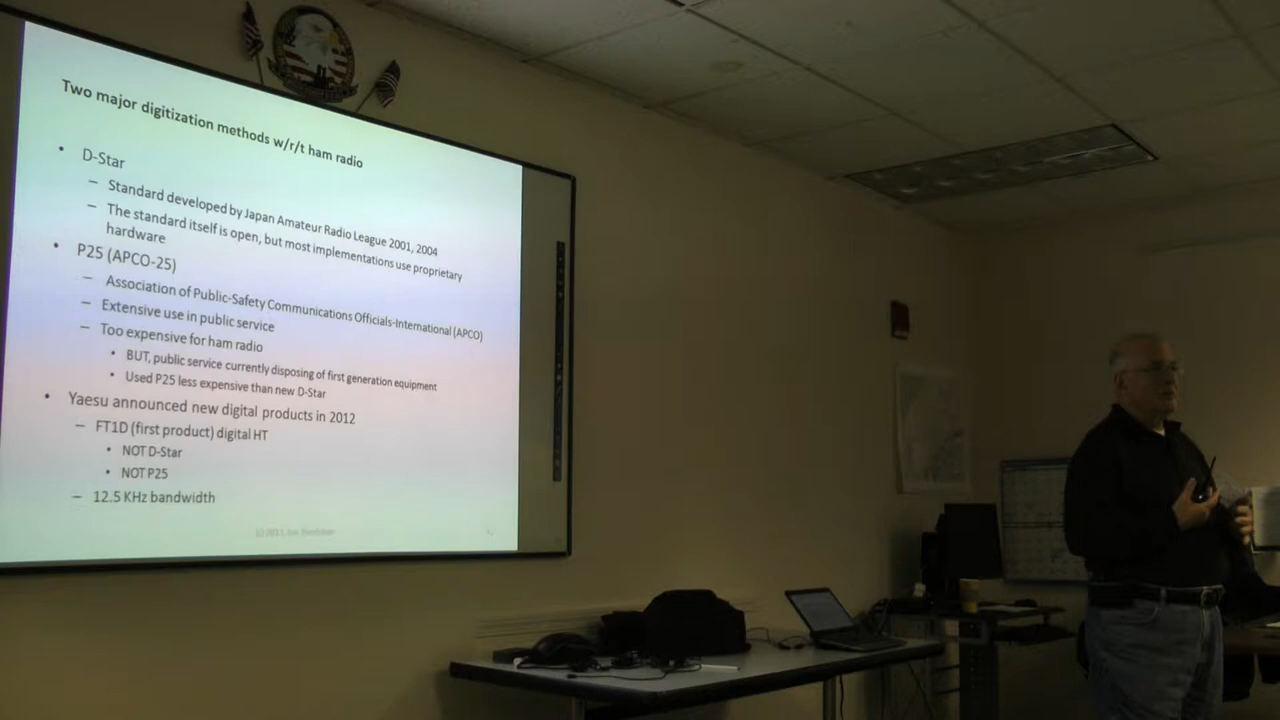 Two major digitization methods w/r/t ham radio
• D-Star
– Standard developed by Japan Amateur Radio League 2001, 2004
– The standard itself is open, but most implementations use proprietary
hardware
• P25 (APCO-25)
– Association of Public-Safety Communications Officials-International (APCO)
– Extensive use in public service
– Too expensive for ham radio
• BUT, public service currently disposing of first generation equipment
• Used P25 less expensive than new D-Star
• Yaesu announced new digital products in 2012
– FT1D (first product) digital HT
• NOT D-Star
• NOT P25
– 12.5 KHz bandwidth